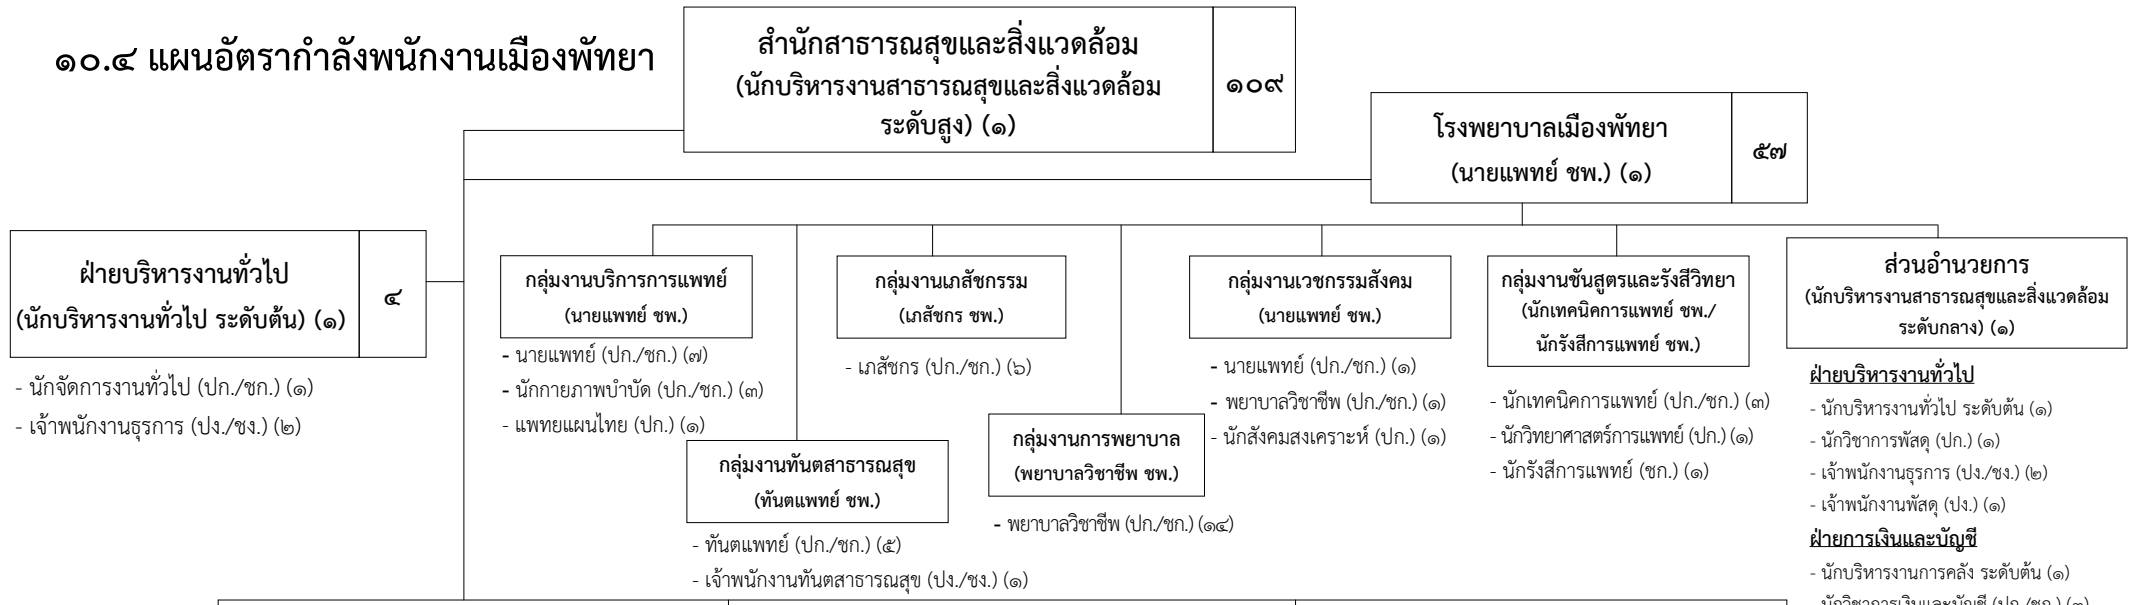 ๑๐.๔ แผนอัตรากำลังพนักงานเมืองพัทยา
สำนักสาธารณสุขและสิ่งแวดล้อม
(นักบริหารงานสาธารณสุขและสิ่งแวดล้อม
ระดับสูง) (๑)
๑๐๙
โรงพยาบาลเมืองพัทยา
(นายแพทย์ ชพ.) (๑)
๕๗
ฝ่ายบริหารงานทั่วไป
(นักบริหารงานทั่วไป ระดับต้น) (๑)
๔
- นักจัดการงานทั่วไป (ปก./ชก.) (๑)
- เจ้าพนักงานธุรการ (ปง./ชง.) (๒)
กลุ่มงานบริการการแพทย์
(นายแพทย์ ชพ.)
- นายแพทย์ (ปก./ชก.) (๗)
- นักกายภาพบำบัด (ปก./ชก.) (๓)
- แพทยแผนไทย (ปก.) (๑)
กลุ่มงานทันตสาธารณสุข
(ทันตแพทย์ ชพ.)
- ทันตแพทย์ (ปก./ชก.) (๕)
- เจ้าพนักงานทันตสาธารณสุข (ปง./ชง.) (๑)
กลุ่มงานเภสัชกรรม
(เภสัชกร ชพ.)
- เภสัชกร (ปก./ชก.) (๖)
กลุ่มงานการพยาบาล
(พยาบาลวิชาชีพ ชพ.)
- พยาบาลวิชาชีพ (ปก./ชก.) (๑๔)
กลุ่มงานเวชกรรมสังคม
(นายแพทย์ ชพ.)
- นายแพทย์ (ปก./ชก.) (๑)
- พยาบาลวิชาชีพ (ปก./ชก.) (๑)
- นักสังคมสงเคราะห์ (ปก.) (๑)
กลุ่มงานชันสูตรและรังสีวิทยา
(นักเทคนิคการแพทย์ ชพ./
นักรังสีการแพทย์ ชพ.)
- นักเทคนิคการแพทย์ (ปก./ชก.) (๓)
- นักวิทยาศาสตร์การแพทย์ (ปก.) (๑)
- นักรังสีการแพทย์ (ชก.) (๑)
ส่วนอำนวยการ
(นักบริหารงานสาธารณสุขและสิ่งแวดล้อม
ระดับกลาง) (๑)
ฝ่ายบริหารงานทั่วไป
- นักบริหารงานทั่วไป ระดับต้น (๑)
- นักวิชาการพัสดุ (ปก.) (๑)
- เจ้าพนักงานธุรการ (ปง./ชง.) (๒)
- เจ้าพนักงานพัสดุ (ปง.) (๑)
ฝ่ายการเงินและบัญชี
- นักบริหารงานการคลัง ระดับต้น (๑)
- นักวิชาการเงินและบัญชี (ปก./ชก.)